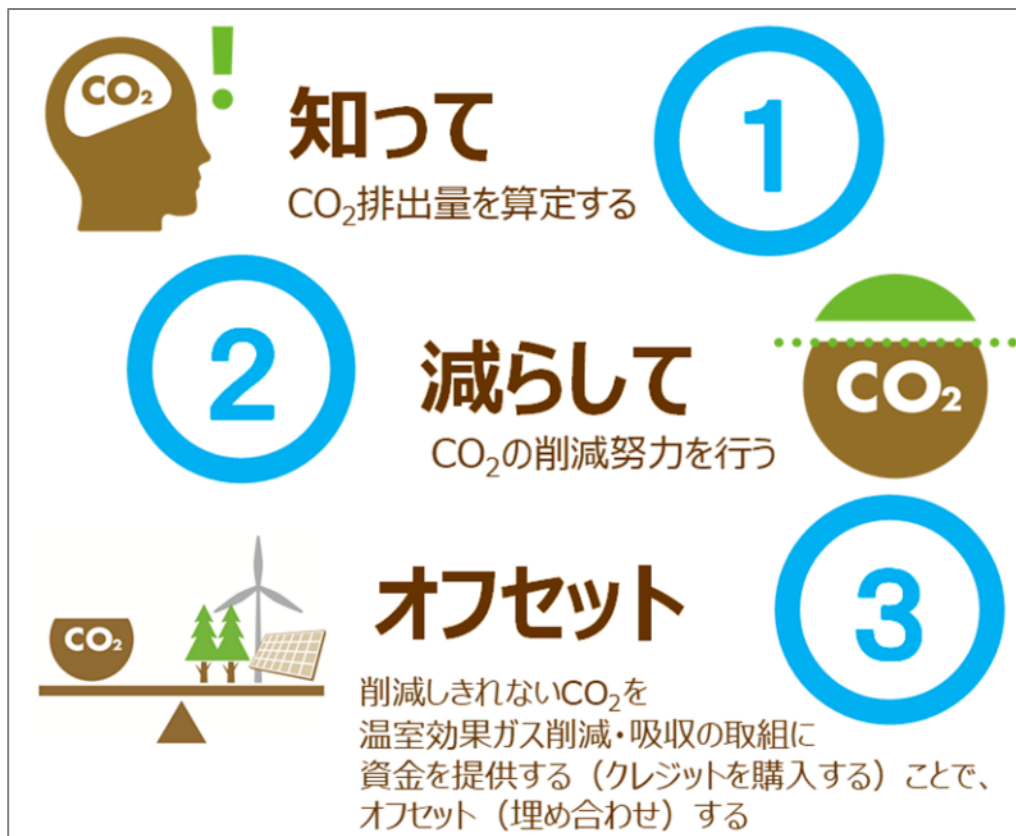 CO₂
知って
1
CO₂排出量を算定する
2
減らして
CO₂
CO₂の削減努力を行う
オフセット
3
CO₂
削減しきれないCO₂を
温室効果ガス削減・吸収の取組に
資金を提供する（クレジットを購入する）ことで、
オフセット（埋め合わせ）する